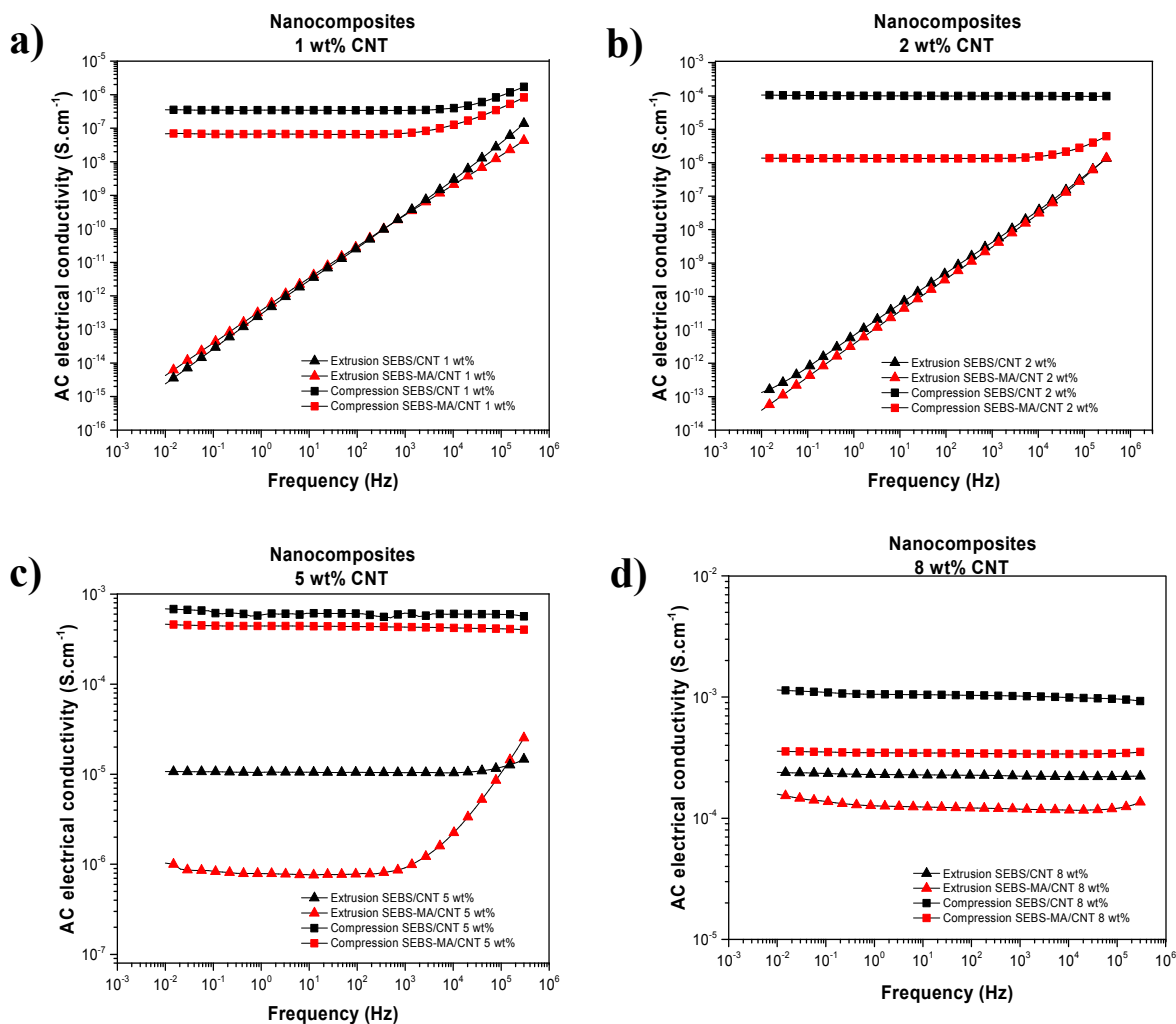 a)
Nanocomposites
1 wt% CNT
AC electrical conductivity (S.cm⁻¹)
10⁻⁵
10⁻⁶
10⁻⁷
10⁻⁸
10⁻⁹
10⁻¹⁰
10⁻¹¹
10⁻¹²
10⁻¹³
10⁻¹⁴
10⁻¹⁵
10⁻¹⁶
Extrusion SEBS/CNT 1 wt%
Extrusion SEBS-MA/CNT 1 wt%
Compression SEBS/CNT 1 wt%
Compression SEBS-MA/CNT 1 wt%
10⁻³ 10⁻² 10⁻¹ 10⁰ 10¹ 10² 10³ 10⁴ 10⁵ 10⁶
Frequency (Hz)
b)
Nanocomposites
2 wt% CNT
AC electrical conductivity (S.cm⁻¹)
10⁻³
10⁻⁴
10⁻⁵
10⁻⁶
10⁻⁷
10⁻⁸
10⁻⁹
10⁻¹⁰
10⁻¹¹
10⁻¹²
10⁻¹³
10⁻¹⁴
Extrusion SEBS/CNT 2 wt%
Extrusion SEBS-MA/CNT 2 wt%
Compression SEBS/CNT 2 wt%
Compression SEBS-MA/CNT 2 wt%
10⁻³ 10⁻² 10⁻¹ 10⁰ 10¹ 10² 10³ 10⁴ 10⁵ 10⁶
Frequency (Hz)
c)
Nanocomposites
5 wt% CNT
AC electrical conductivity (S.cm⁻¹)
10⁻³
10⁻⁴
10⁻⁵
10⁻⁶
10⁻⁷
Extrusion SEBS/CNT 5 wt%
Extrusion SEBS-MA/CNT 5 wt%
Compression SEBS/CNT 5 wt%
Compression SEBS-MA/CNT 5 wt%
10⁻³ 10⁻² 10⁻¹ 10⁰ 10¹ 10² 10³ 10⁴ 10⁵ 10⁶
Frequency (Hz)
d)
Nanocomposites
8 wt% CNT
AC electrical conductivity (S.cm⁻¹)
10⁻²
10⁻³
10⁻⁴
10⁻⁵
Extrusion SEBS/CNT 8 wt%
Extrusion SEBS-MA/CNT 8 wt%
Compression SEBS/CNT 8 wt%
Compression SEBS-MA/CNT 8 wt%
10⁻³ 10⁻² 10⁻¹ 10⁰ 10¹ 10² 10³ 10⁴ 10⁵ 10⁶
Frequency (Hz)